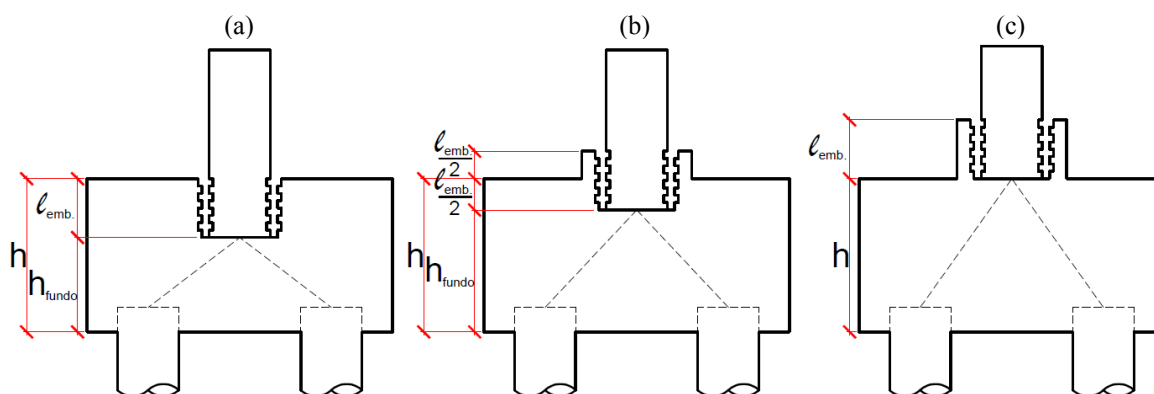 (a)
(b)
(c)
ℓemb.
h
hfundo
ℓemb.
2
ℓemb.
2
h
hfundo
ℓemb.
h